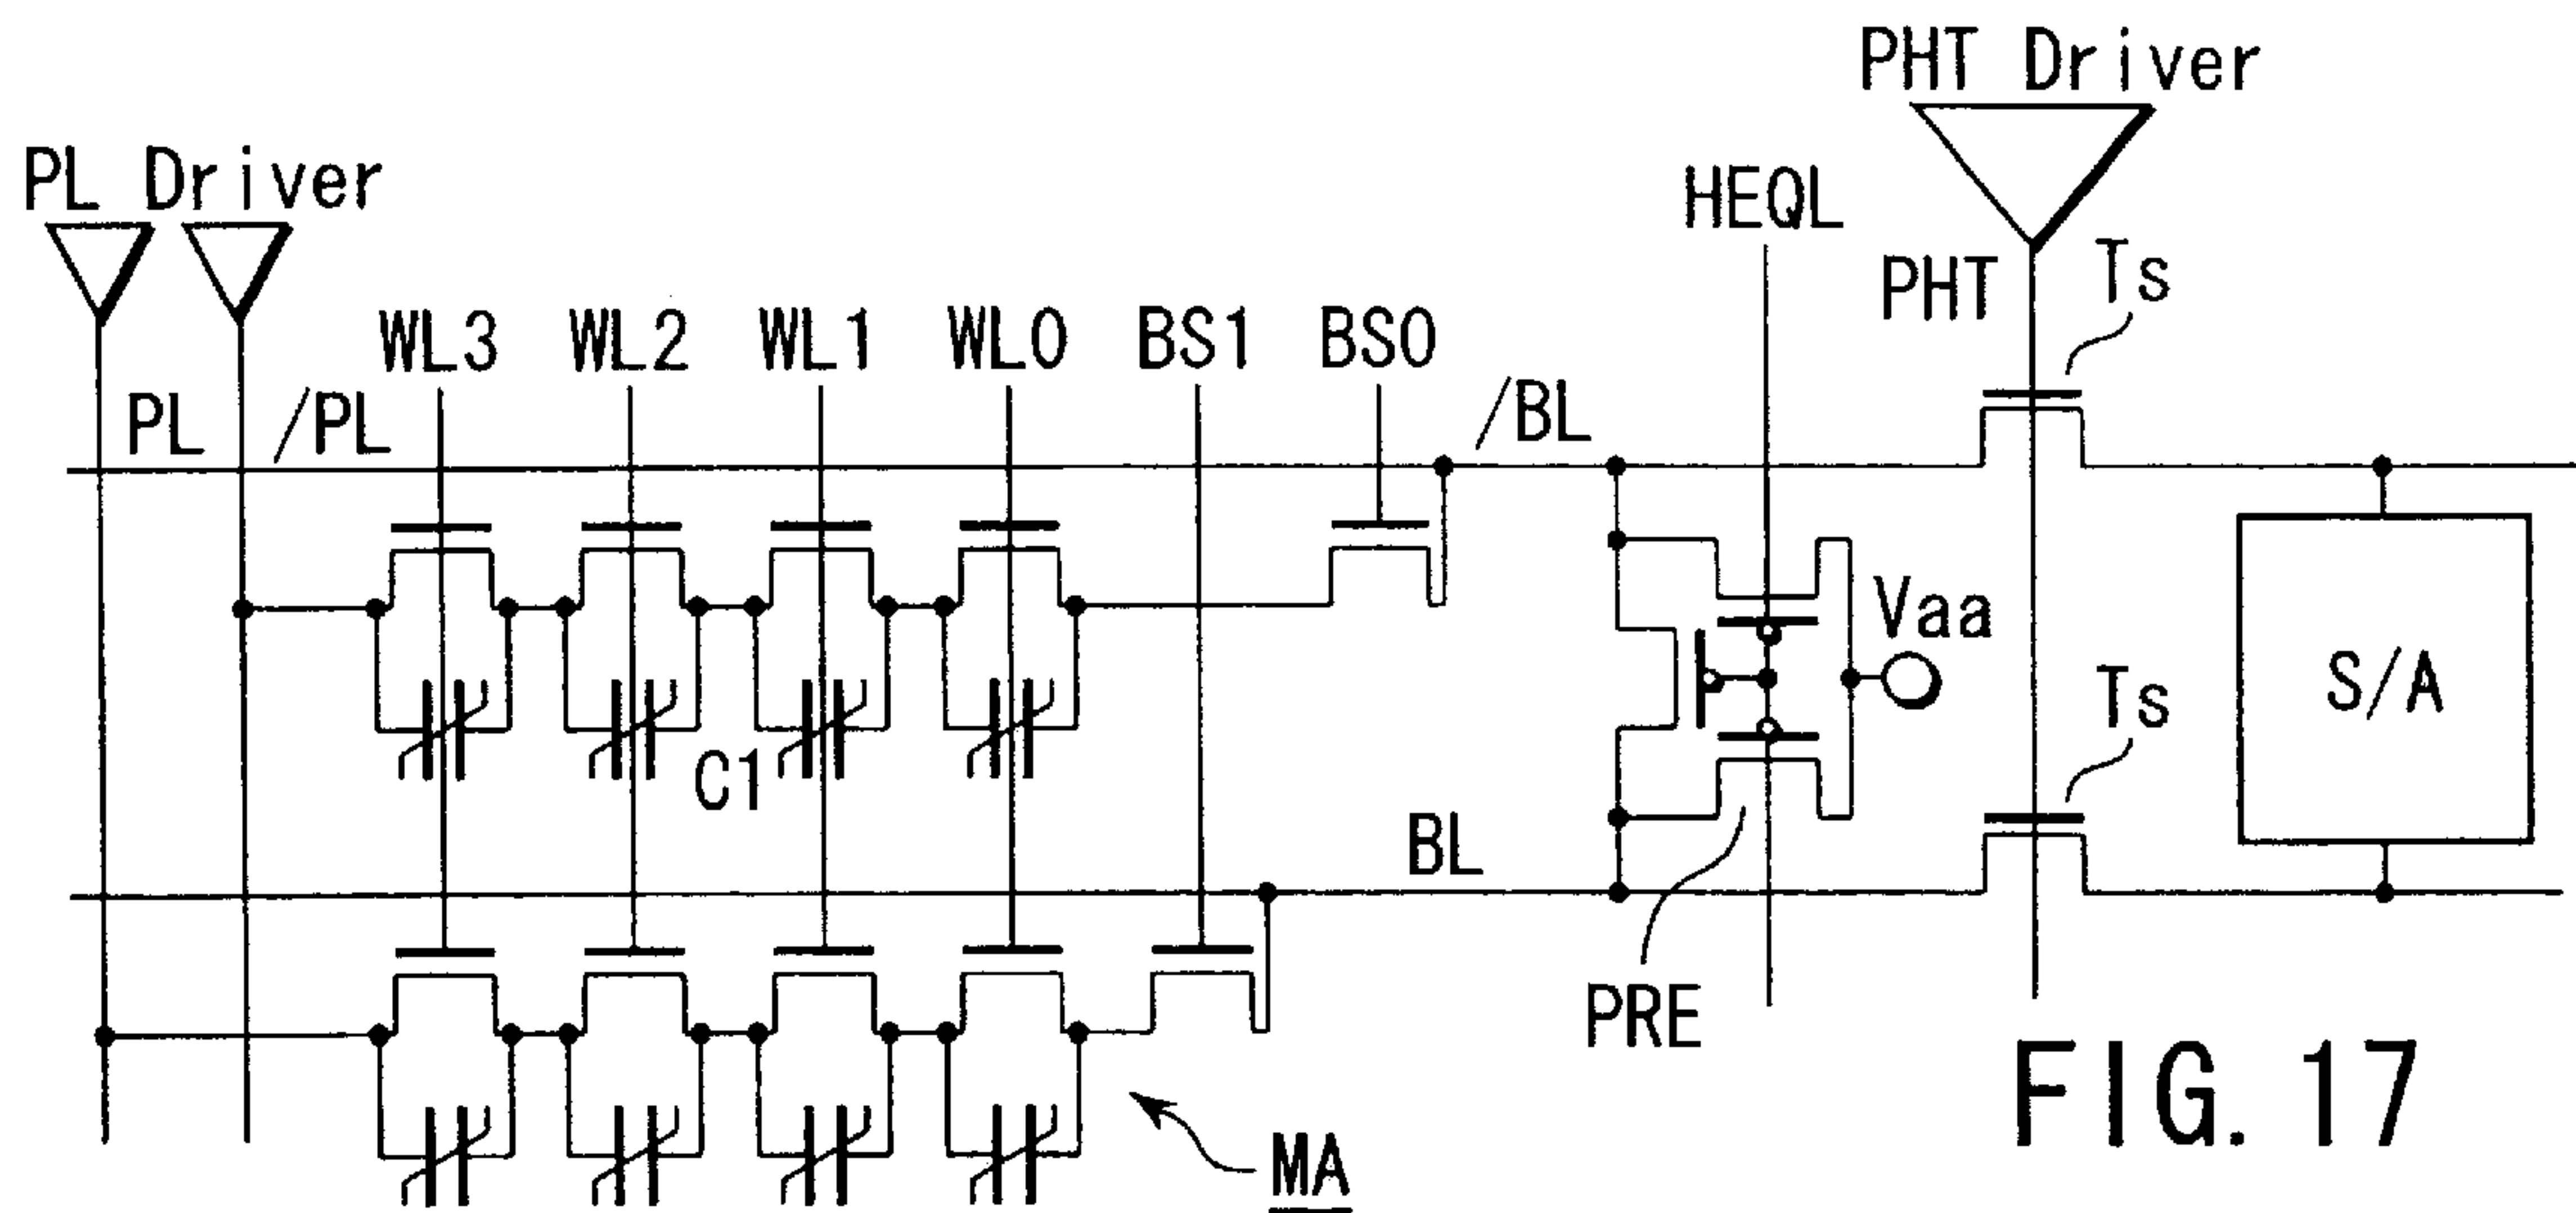 PHT Driver
PL Driver
HEQL
PHT
Ts
WL3
WL2
WL1
WL0
BS1
BS0
PL
/PL
/BL
Vaa
S/A
Ts
C1
BL
PRE
MA
FIG. 17